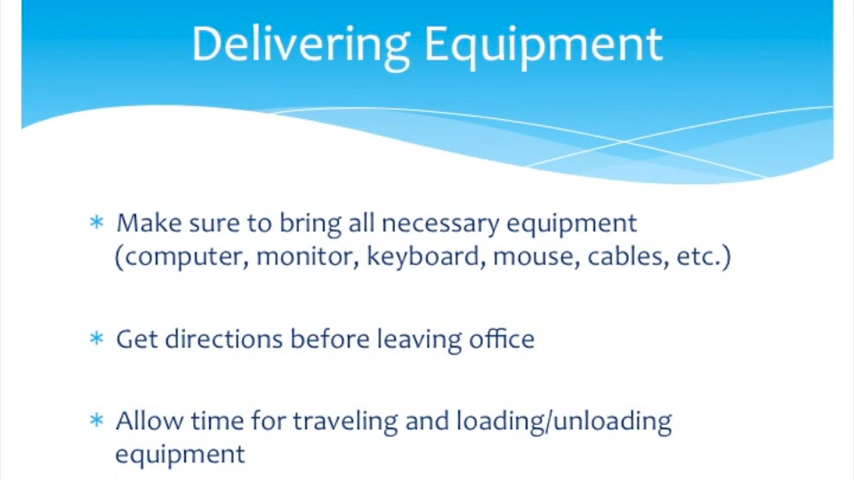 Delivering Equipment
* Make sure to bring all necessary equipment
(computer, monitor, keyboard, mouse, cables, etc.)
* Get directions before leaving office
* Allow time for traveling and loading/unloading
equipment